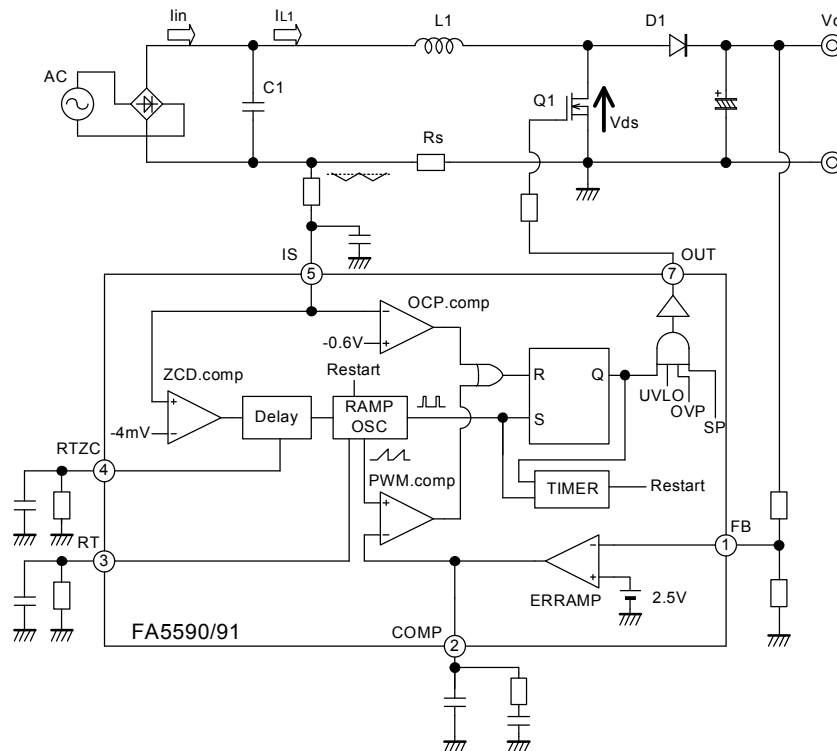 Iin
IL1
L1
D1
Vo
AC
C1
Q1
Vds
Rs
IS
5
OUT
7
OCP.comp
-0.6V
ZCD.comp
Restart
R
Q
UVLO
OVP
SP
Delay
RAMP
OSC
S
-4mV
RTZC
4
PWM.comp
TIMER
Restart
RT
3
FB
1
ERRAMP
2.5V
FA5590/91
COMP
2